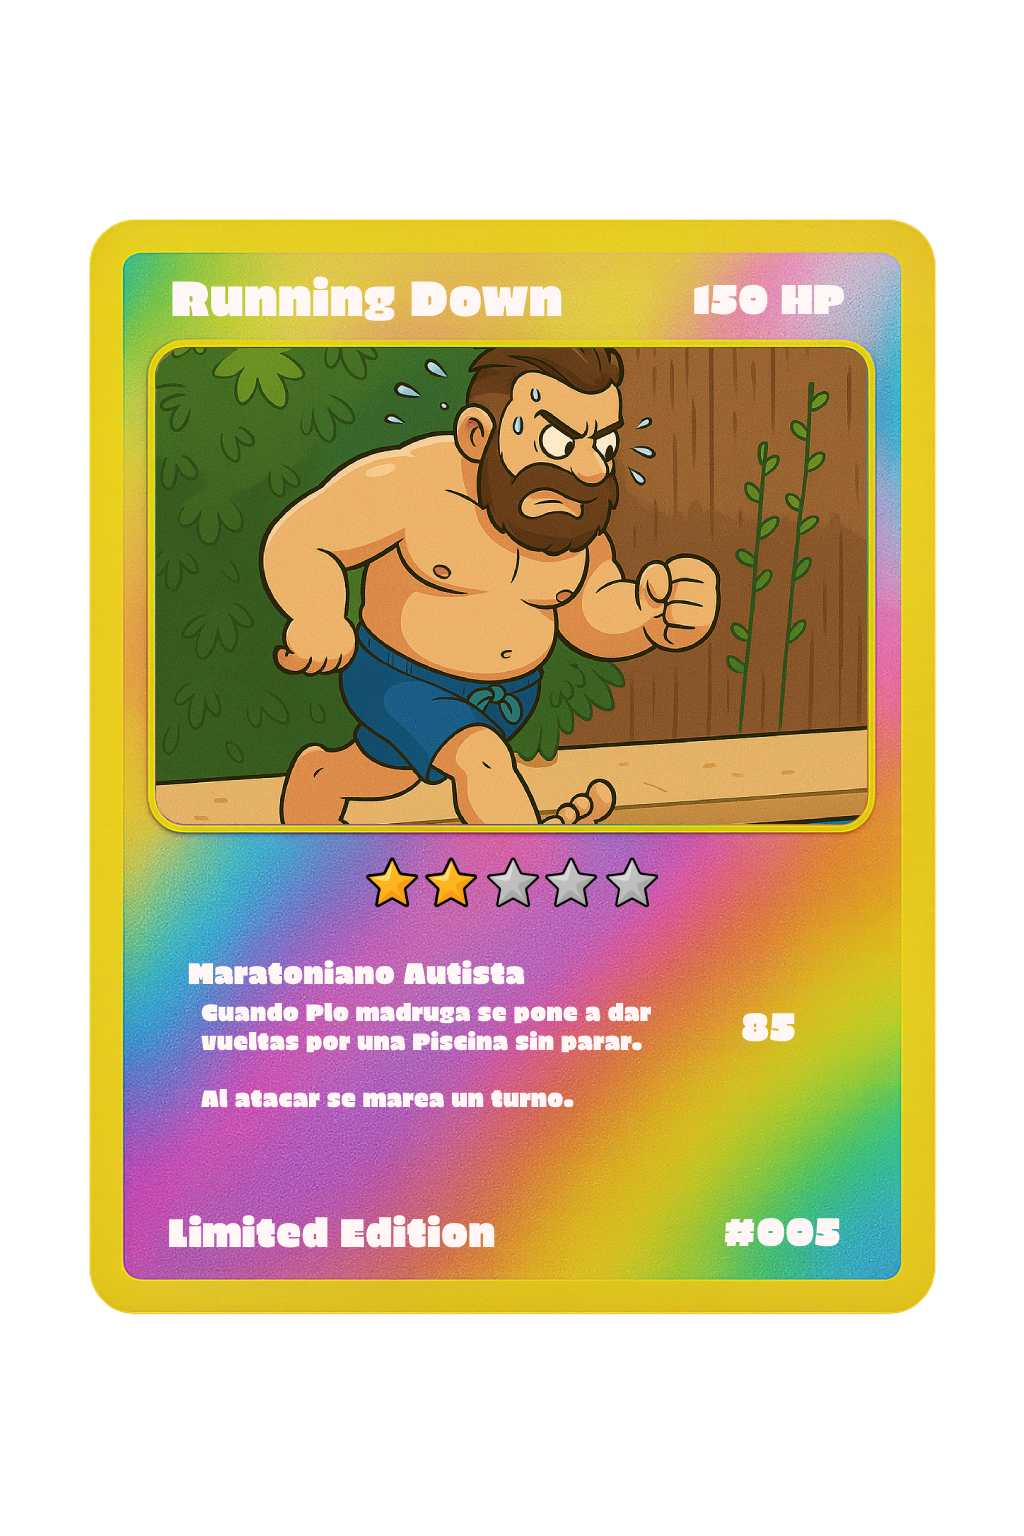 Running Down
150 HP
Maratoniano Autista
Cuando Plo madruga se pone a dar
vueltas por una Piscina sin parar.
85
Al atacar se marea un turno.
Limited Edition
#005